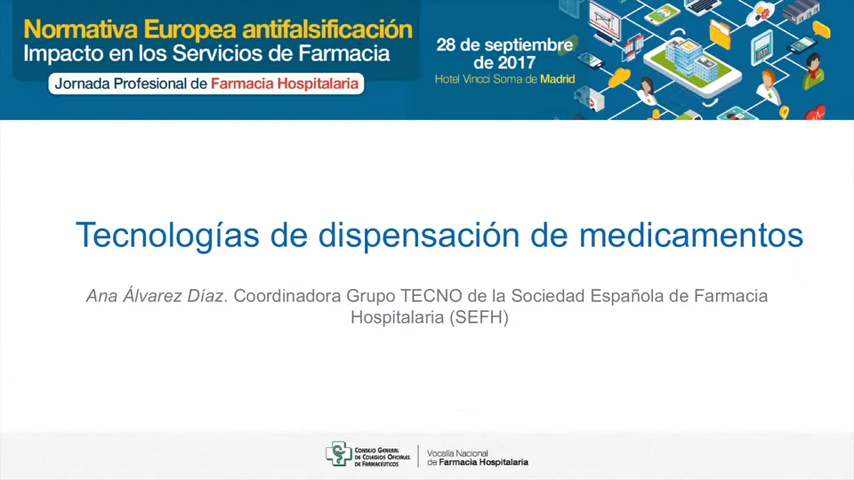 Normativa Europea antifalsificación
Impacto en los Servicios de Farmacia
Jornada Profesional de Farmacia Hospitalaria
28 de septiembre
de 2017
Hotel Vincci Soma de Madrid
Tecnologías de dispensación de medicamentos
Ana Álvarez Díaz. Coordinadora Grupo TECNO de la Sociedad Española de Farmacia
Hospitalaria (SEFH)
CONSEJO GENERAL
DE COLEGIOS OFICIALES
DE FARMACÉUTICOS
Vocalía Nacional
de Farmacia Hospitalaria